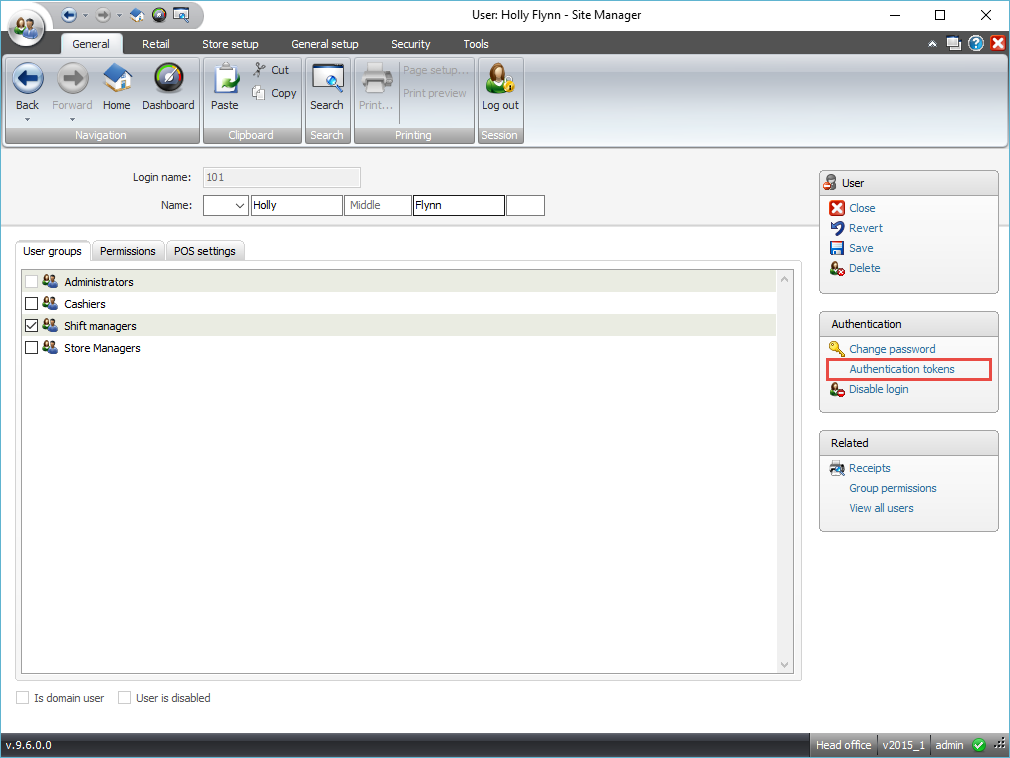 User: Holly Flynn - Site Manager
General Retail Store setup General setup Security Tools
Back Forward Home Dashboard
Navigation
Paste Cut
Copy
Clipboard
Search
Search
Print... Page setup...
Print preview
Printing
Log out
Session
Login name: 101
Name: Holly Middle Flynn
User groups Permissions POS settings
Administrators
Cashiers
Shift managers
Store Managers
Is domain user User is disabled
User
Close
Revert
Save
Delete
Authentication
Change password
Authentication tokens
Disable login
Related
Receipts
Group permissions
View all users
v.9.6.0.0 Head office v2015_1 admin